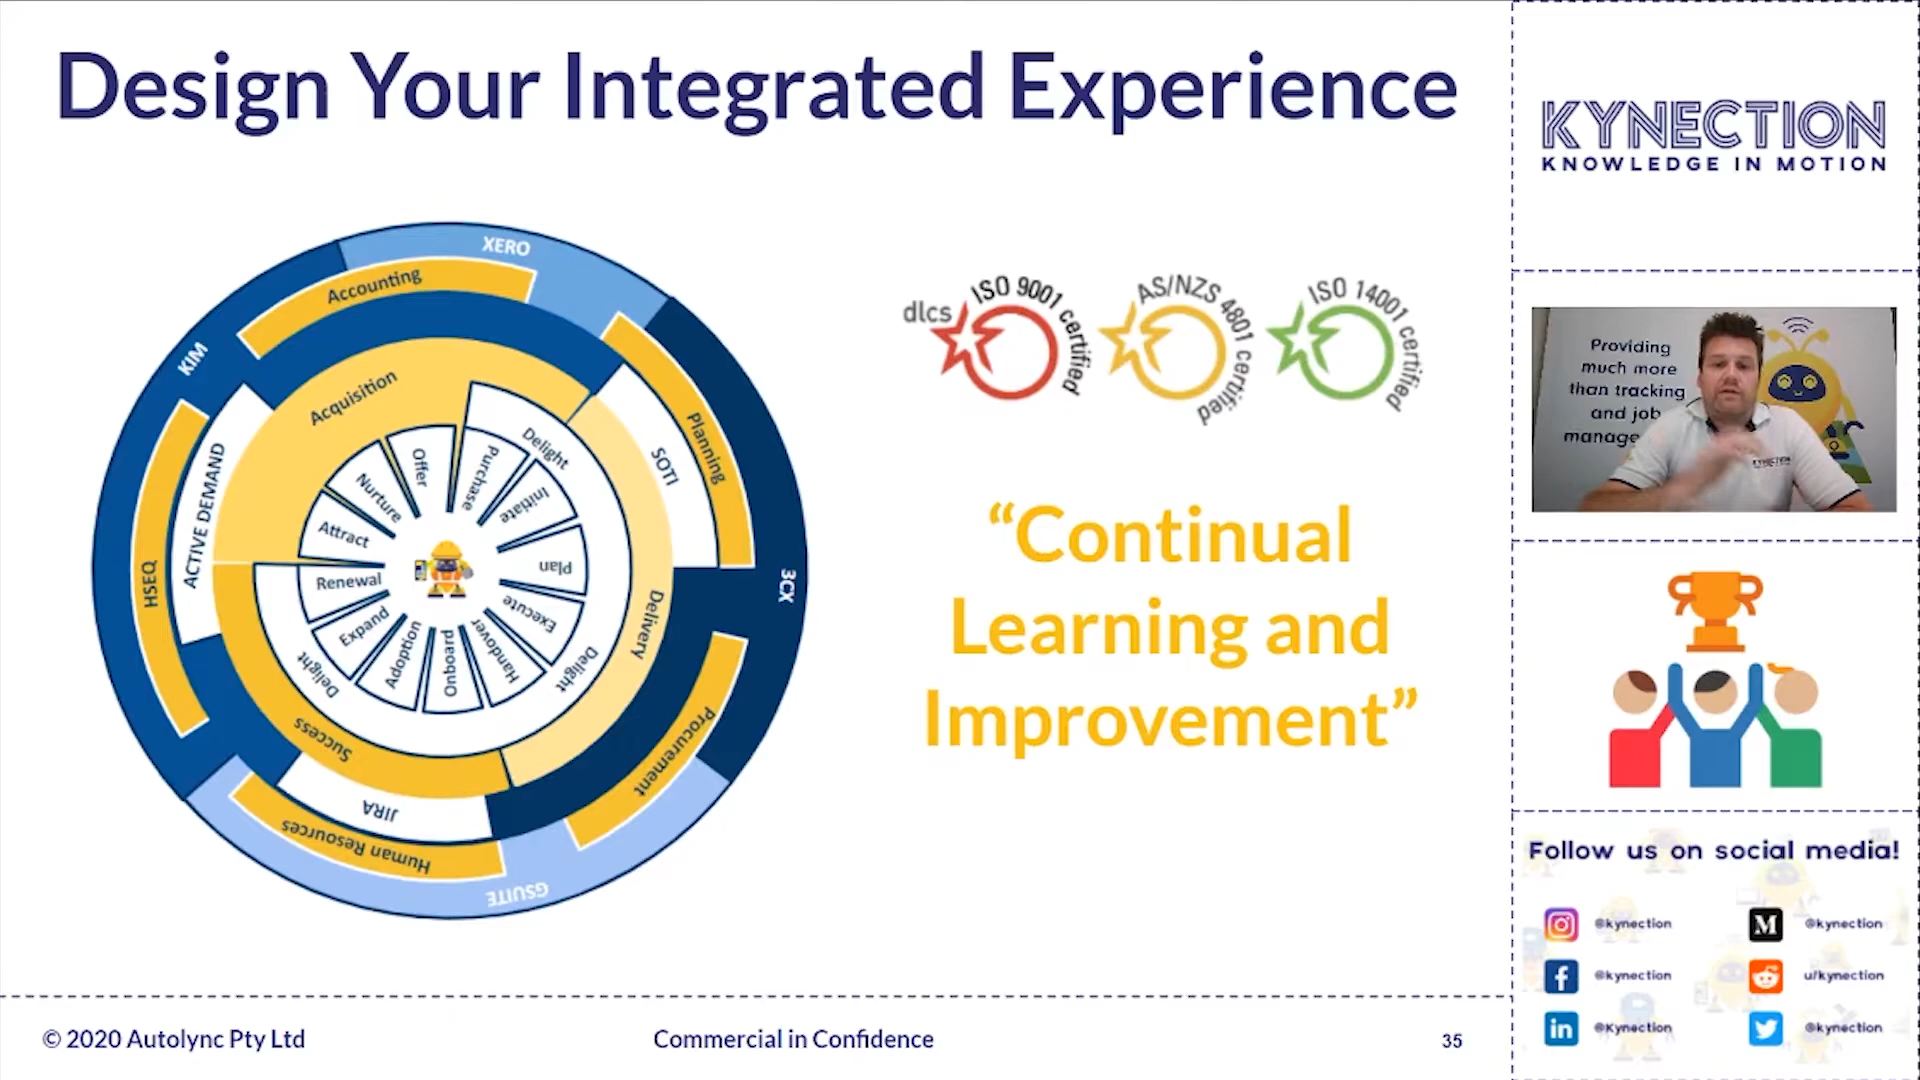 Design Your Integrated Experience
XERO
Accounting
KIM
Acquisition
Planning
SOTI
ACTIVE DEMAND
HSEQ
Offer
Purchase
Delight
Nurture
Initiate
Attract
Plan
3CX
Renewal
Execute
Delivery
Expand
Adoption
Onboard
Handover
Delight
Delight
Success
Procurement
JIRA
Human Resources
GSUITE
dlcs
ISO 9001 certified
AS/NZS 4801 certified
ISO 14001 certified
“Continual
Learning and
Improvement”
© 2020 Autolync Pty Ltd
Commercial in Confidence
35
KYNECTION
KNOWLEDGE IN MOTION
Providing
much more
than tracking
and job
manage
KYNECTION
Follow us on social media!
@kynection
M
@kynection
@kynection
u/kynection
in
@Kynection
@kynection